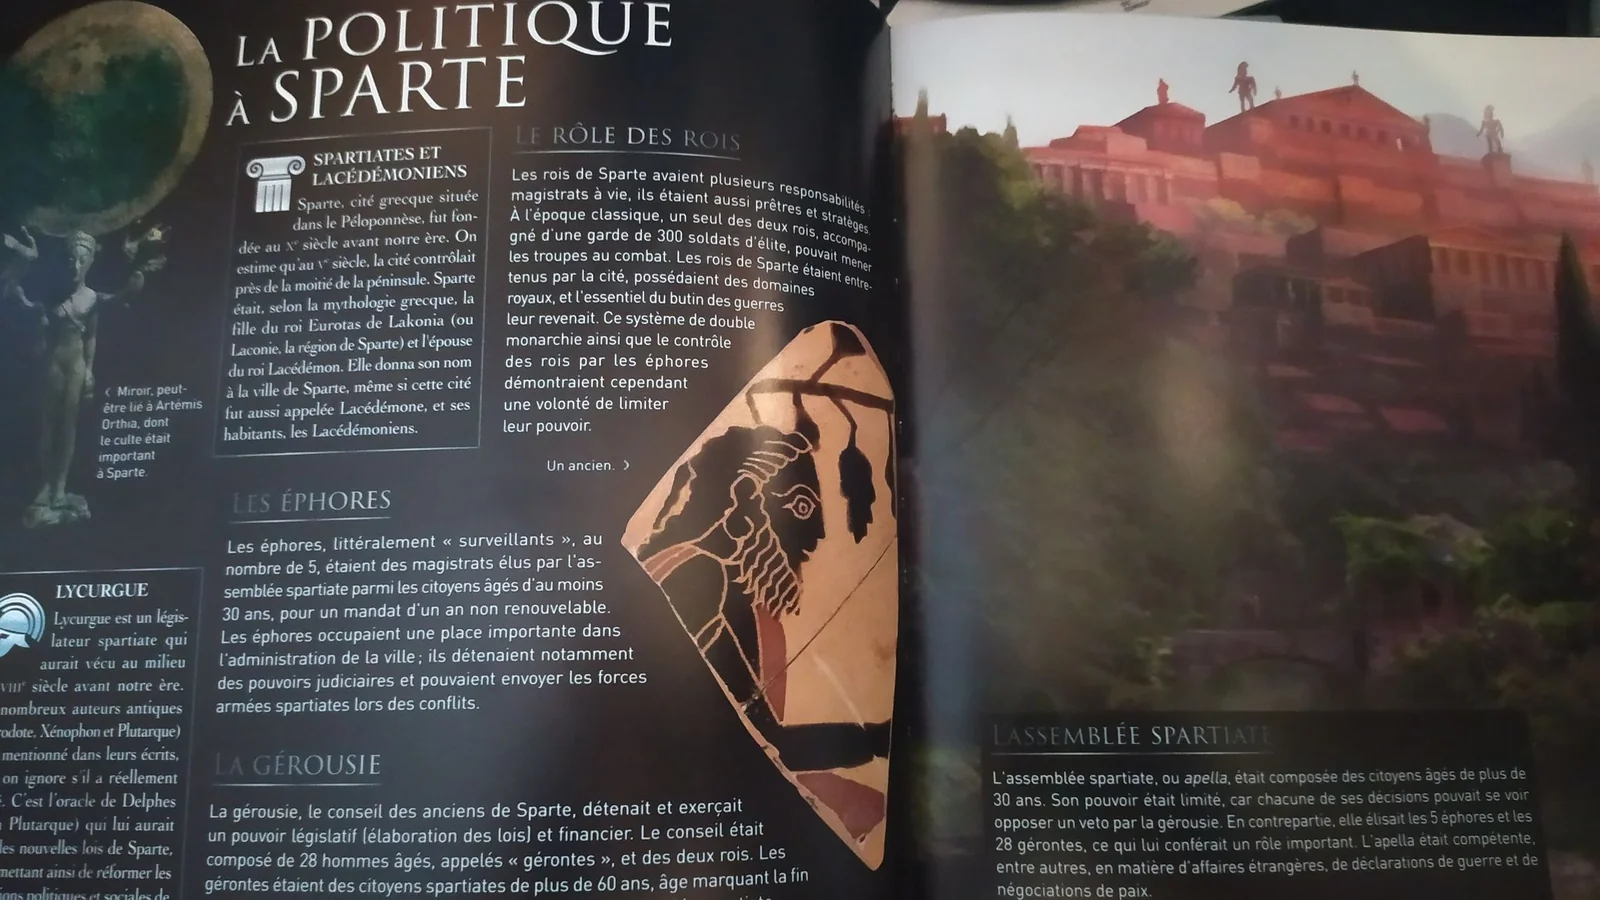 LA POLITIQUE
À SPARTE
SPARTIATES ET
LACÉDÉMONIENS
Sparte, cité grecque située
dans le Péloponnèse, fut fon-
dée au Xe siècle avant notre ère. On
estime qu'au Ve siècle, la cité contrôlait
près de la moitié de la péninsule. Sparte
était, selon la mythologie grecque, la
fille du roi Eurotas de Lakonia (ou
Laconie, la région de Sparte) et l'épouse
du roi Lacédémon. Elle donna son nom
à la ville de Sparte, même si cette cité
fut aussi appelée Lacédémone, et ses
habitants, les Lacédémoniens.
‹ Miroir, peut-
être lié à Artémis
Orthia, dont
le culte était
important
à Sparte.
LE RÔLE DES ROIS
Les rois de Sparte avaient plusieurs responsabilités :
magistrats à vie, ils étaient aussi prêtres et stratèges.
À l'époque classique, un seul des deux rois, accompa-
gné d'une garde de 300 soldats d'élite, pouvait mener
les troupes au combat. Les rois de Sparte étaient entre-
tenus par la cité, possédaient des domaines
royaux, et l'essentiel du butin des guerres
leur revenait. Ce système de double
monarchie ainsi que le contrôle
des rois par les éphores
démontraient cependant
une volonté de limiter
leur pouvoir.
Un ancien. ›
LES ÉPHORES
Les éphores, littéralement « surveillants », au
nombre de 5, étaient des magistrats élus par l'as-
semblée spartiate parmi les citoyens âgés d'au moins
30 ans, pour un mandat d'un an non renouvelable.
Les éphores occupaient une place importante dans
l'administration de la ville ; ils détenaient notamment
des pouvoirs judiciaires et pouvaient envoyer les forces
armées spartiates lors des conflits.
LYCURGUE
Lycurgue est un légis-
lateur spartiate qui
aurait vécu au milieu
VIIIe siècle avant notre ère.
nombreux auteurs antiques
rodote, Xénophon et Plutarque)
mentionné dans leurs écrits,
on ignore s'il a réellement
C'est l'oracle de Delphes
Plutarque) qui lui aurait
les nouvelles lois de Sparte,
mettant ainsi de réformer les
ions politiques et sociales de
LA GÉROUSIE
La gérousie, le conseil des anciens de Sparte, détenait et exerçait
un pouvoir législatif (élaboration des lois) et financier. Le conseil était
composé de 28 hommes âgés, appelés « gérontes », et des deux rois. Les
gérontes étaient des citoyens spartiates de plus de 60 ans, âge marquant la fin
L'ASSEMBLÉE SPARTIATE
L'assemblée spartiate, ou apella, était composée des citoyens âgés de plus de
30 ans. Son pouvoir était limité, car chacune de ses décisions pouvait se voir
opposer un veto par la gérousie. En contrepartie, elle élisait les 5 éphores et les
28 gérontes, ce qui lui conférait un rôle important. L'apella était compétente,
entre autres, en matière d'affaires étrangères, de déclarations de guerre et de
négociations de paix.